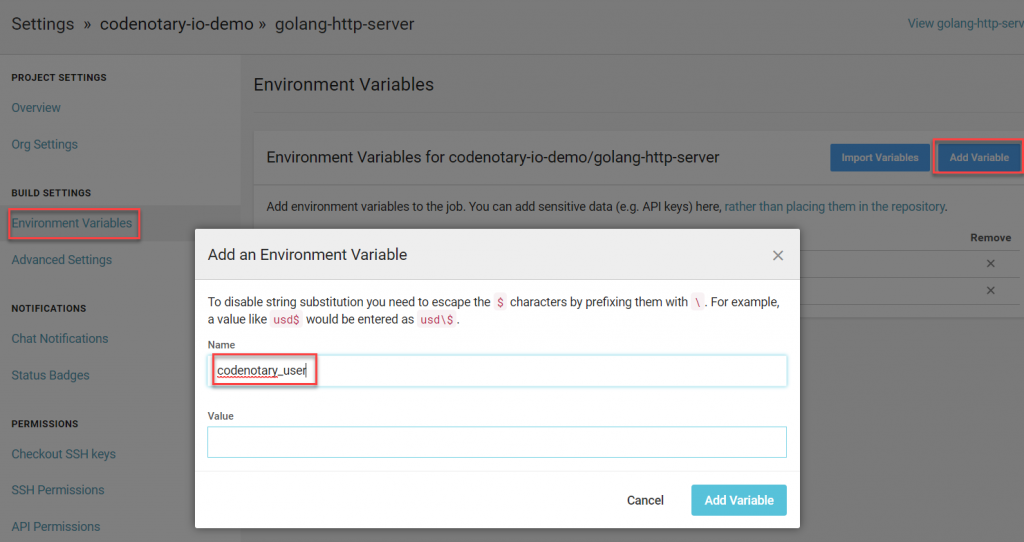 Settings » codenotary-io-demo » golang-http-server
View golang-http-serv
PROJECT SETTINGS
Overview
Org Settings
BUILD SETTINGS
Environment Variables
Advanced Settings
NOTIFICATIONS
Chat Notifications
Status Badges
PERMISSIONS
Checkout SSH keys
SSH Permissions
API Permissions
Environment Variables
Environment Variables for codenotary-io-demo/golang-http-server
Import Variables
Add Variable
Add environment variables to the job. You can add sensitive data (e.g. API keys) here, rather than placing them in the repository.
Remove
×
×
Add an Environment Variable
×
To disable string substitution you need to escape the $ characters by prefixing them with \. For example,
a value like usd$ would be entered as usd\$.
Name
codenotary_user
Value
Cancel
Add Variable